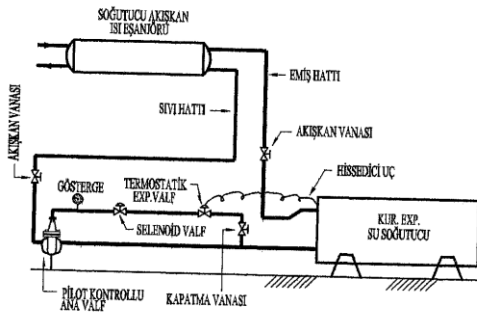 SOĞUTUCU AKIŞKAN
ISI EŞANJÖRÜ
EMİŞ HATTI
SIVI HATTI
AKIŞKAN VANASI
AKIŞKAN VANASI
HİSSEDİCİ UÇ
GÖSTERGE
TERMOSTATİK
EXP. VALF
SELENOİD VALF
KUR. EXP.
SU SOĞUTUCU
PİLOT KONTROLLU
ANA VALF
KAPATMA VANASI